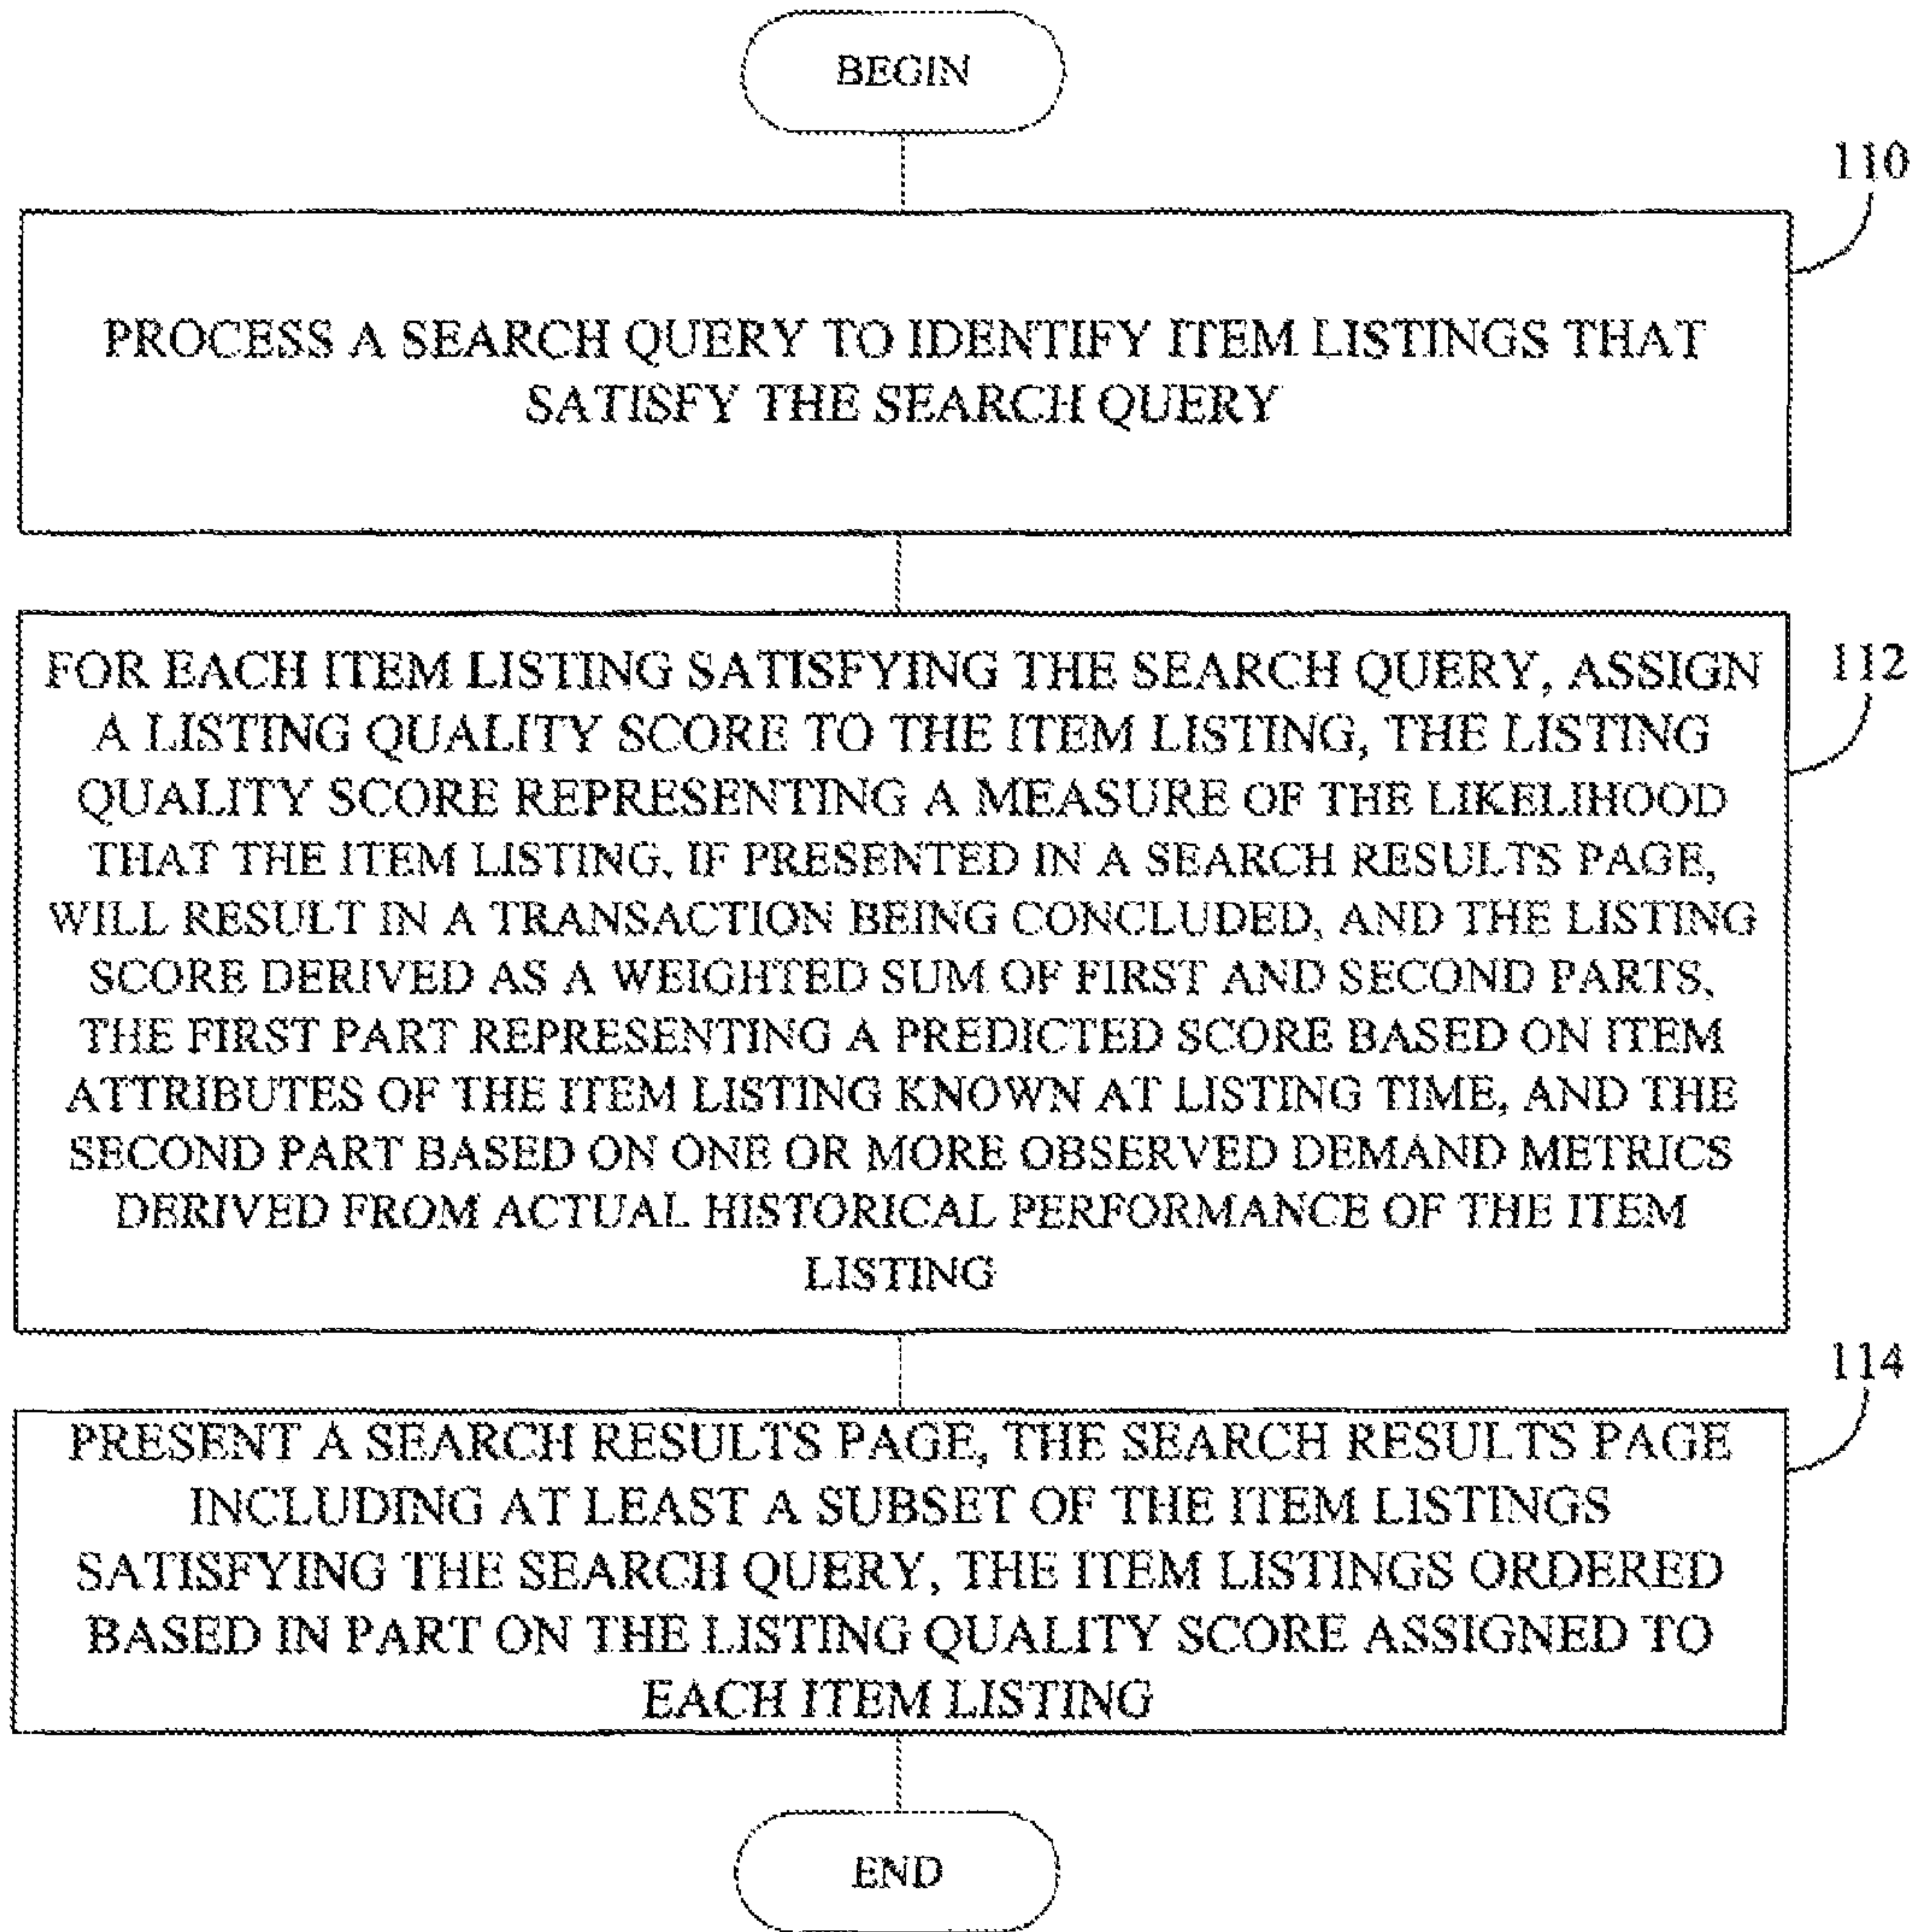 BEGIN
110
PROCESS A SEARCH QUERY TO IDENTIFY ITEM LISTINGS THAT
SATISFY THE SEARCH QUERY
112
FOR EACH ITEM LISTING SATISFYING THE SEARCH QUERY, ASSIGN
A LISTING QUALITY SCORE TO THE ITEM LISTING, THE LISTING
QUALITY SCORE REPRESENTING A MEASURE OF THE LIKELIHOOD
THAT THE ITEM LISTING, IF PRESENTED IN A SEARCH RESULTS PAGE,
WILL RESULT IN A TRANSACTION BEING CONCLUDED, AND THE LISTING
SCORE DERIVED AS A WEIGHTED SUM OF FIRST AND SECOND PARTS,
THE FIRST PART REPRESENTING A PREDICTED SCORE BASED ON ITEM
ATTRIBUTES OF THE ITEM LISTING KNOWN AT LISTING TIME, AND THE
SECOND PART BASED ON ONE OR MORE OBSERVED DEMAND METRICS
DERIVED FROM ACTUAL HISTORICAL PERFORMANCE OF THE ITEM
LISTING
114
PRESENT A SEARCH RESULTS PAGE, THE SEARCH RESULTS PAGE
INCLUDING AT LEAST A SUBSET OF THE ITEM LISTINGS
SATISFYING THE SEARCH QUERY, THE ITEM LISTINGS ORDERED
BASED IN PART ON THE LISTING QUALITY SCORE ASSIGNED TO
EACH ITEM LISTING
END